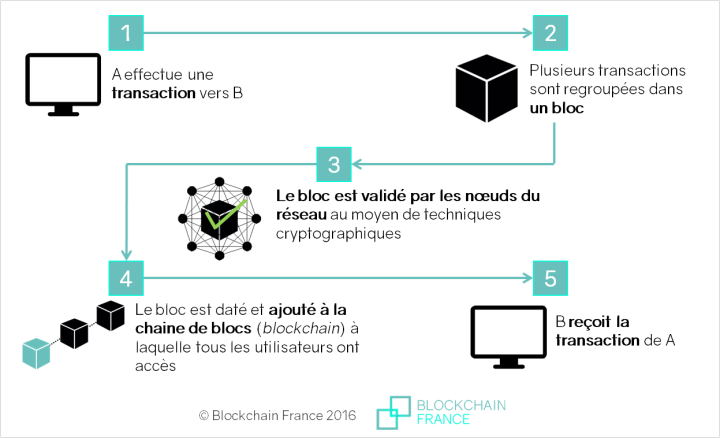 1
A effectue une
transaction vers B
2
Plusieurs transactions
sont regroupées dans
un bloc
3
Le bloc est validé par les nœuds du
réseau au moyen de techniques
cryptographiques
4
Le bloc est daté et ajouté à la
chaine de blocs (blockchain) à
laquelle tous les utilisateurs ont
accès
5
B reçoit la
transaction de A
© Blockchain France 2016
BLOCKCHAIN
FRANCE